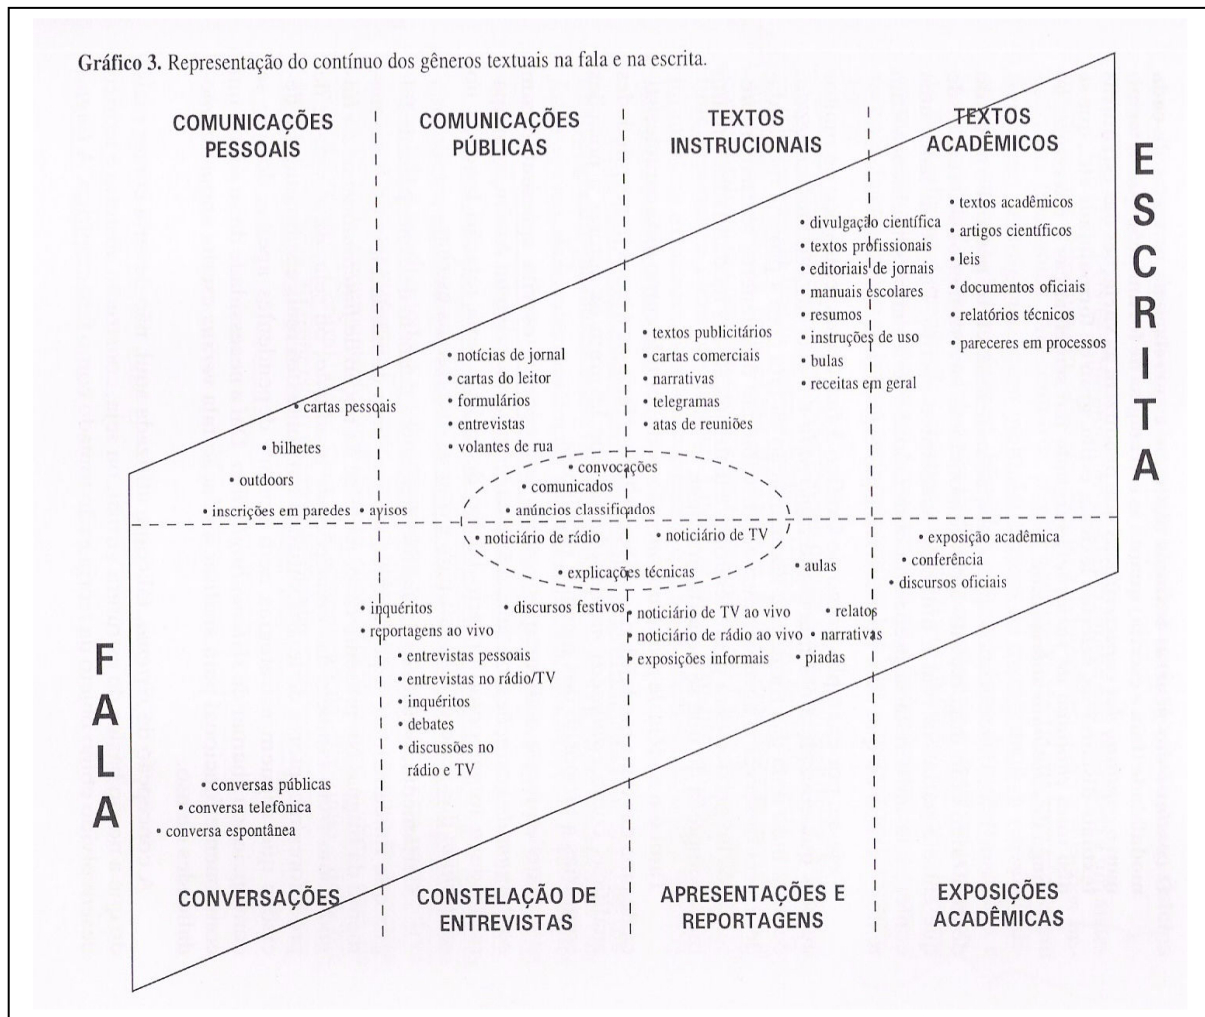 Gráfico 3. Representação do contínuo dos gêneros textuais na fala e na escrita.
COMUNICAÇÕES
PESSOAIS
COMUNICAÇÕES
PÚBLICAS
TEXTOS
INSTRUCIONAIS
TEXTOS
ACADÊMICOS
ESCRITA
• textos acadêmicos
• artigos científicos
• leis
• documentos oficiais
• relatórios técnicos
• pareceres em processos
• divulgação científica
• textos profissionais
• editoriais de jornais
• manuais escolares
• resumos
• instruções de uso
• bulas
• receitas em geral
• textos publicitários
• cartas comerciais
• narrativas
• telegramas
• atas de reuniões
• notícias de jornal
• cartas do leitor
• formulários
• entrevistas
• volantes de rua
• cartas pessoais
• bilhetes
• outdoors
• inscrições em paredes • avisos
• convocações
• comunicados
• anúncios classificados
• noticiário de rádio
• noticiário de TV
• explicações técnicas
• aulas
• exposição acadêmica
• conferência
• discursos oficiais
• inquéritos
• discursos festivos
• reportagens ao vivo
• entrevistas pessoais
• entrevistas no rádio/TV
• inquéritos
• debates
• discussões no
rádio e TV
• noticiário de TV ao vivo • relatos
• noticiário de rádio ao vivo • narrativas
• exposições informais • piadas
FALA
• conversas públicas
• conversa telefônica
• conversa espontânea
CONVERSAÇÕES
CONSTELAÇÃO DE
ENTREVISTAS
APRESENTAÇÕES E
REPORTAGENS
EXPOSIÇÕES
ACADÊMICAS